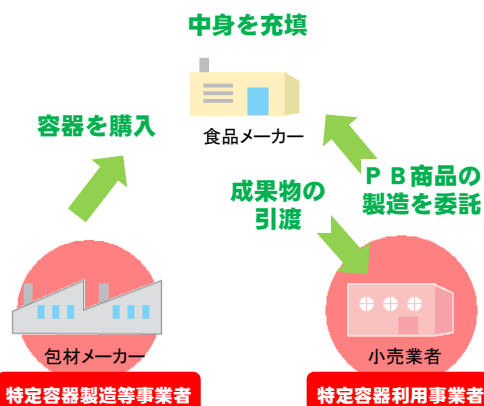 中身を充填
食品メーカー
容器を購入
ＰＢ商品の
製造を委託
成果物の
引渡
包材メーカー
小売業者
特定容器製造等事業者
特定容器利用事業者